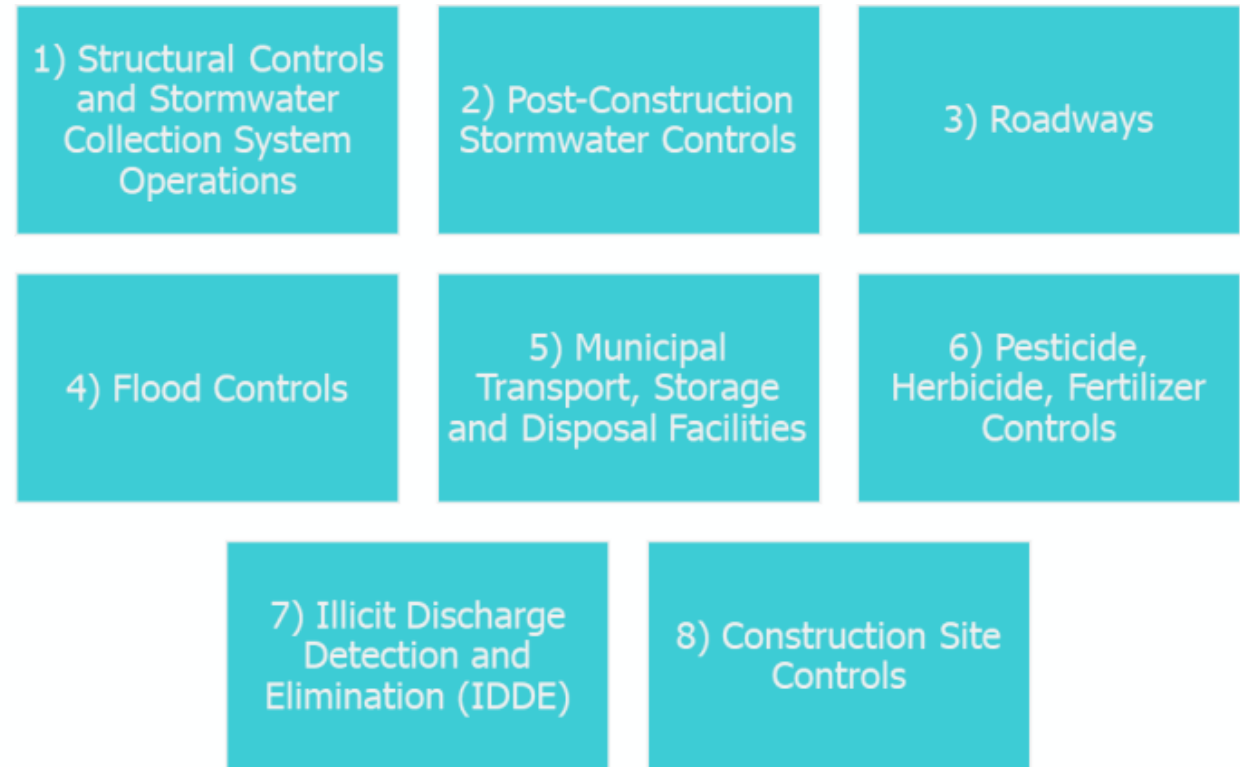 1) Structural Controls
and Stormwater
Collection System
Operations
2) Post-Construction
Stormwater Controls
3) Roadways
4) Flood Controls
5) Municipal
Transport, Storage
and Disposal Facilities
6) Pesticide,
Herbicide, Fertilizer
Controls
7) Illicit Discharge
Detection and
Elimination (IDDE)
8) Construction Site
Controls